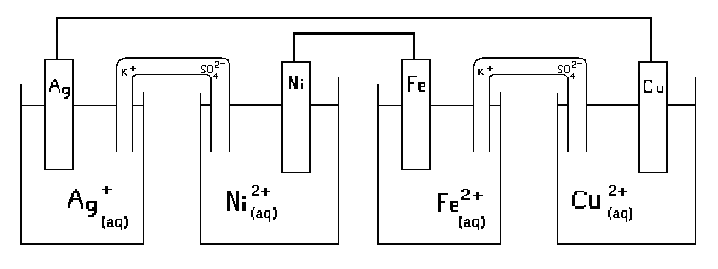 Ag K+ SO4^2- Ni Fe K+ SO4^2- Cu
Ag+(aq) Ni2+(aq) Fe2+(aq) Cu2+(aq)